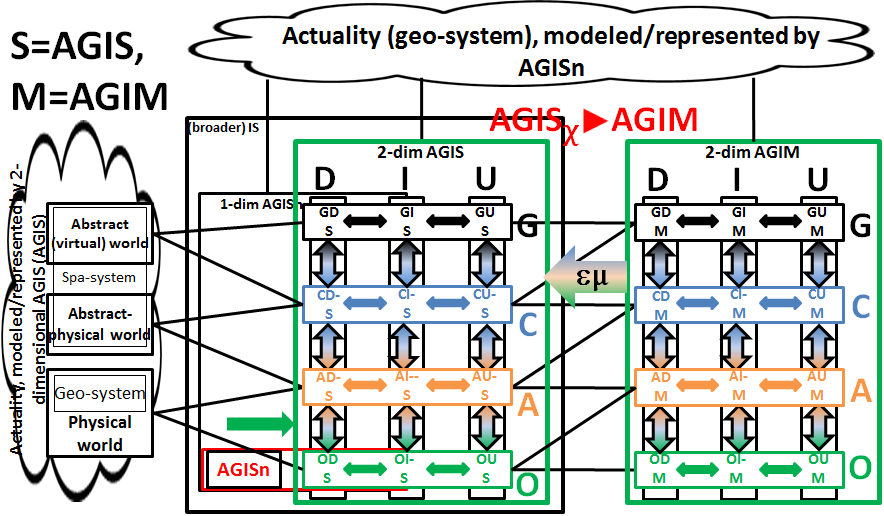 S=AGIS,
M=AGIM
Actuality (geo-system), modeled/represented by
AGISn
(broader) IS
AGISχ►AGIM
2-dim AGIS
2-dim AGIM
D I U
D I U
1-dim AGISn
Actuality, modeled/represented by 2-
dimensional AGIS (AGIS)
Abstract
(virtual) world
Spa-system
Abstract-
physical world
Geo-system
Physical
world
GD
S
GI
S
GU
S
G
GD
M
GI
M
GU
M
G
εμ
CD-
S
CI-
S
CU-
S
C
CD
M
CI-
M
CU
M
C
AD-
S
AI--
S
AU-
S
A
AD
M
AI-
M
AU
M
A
AGISn
OD
S
OI-
S
OU
S
O
OD
M
OI-
M
OU
M
O